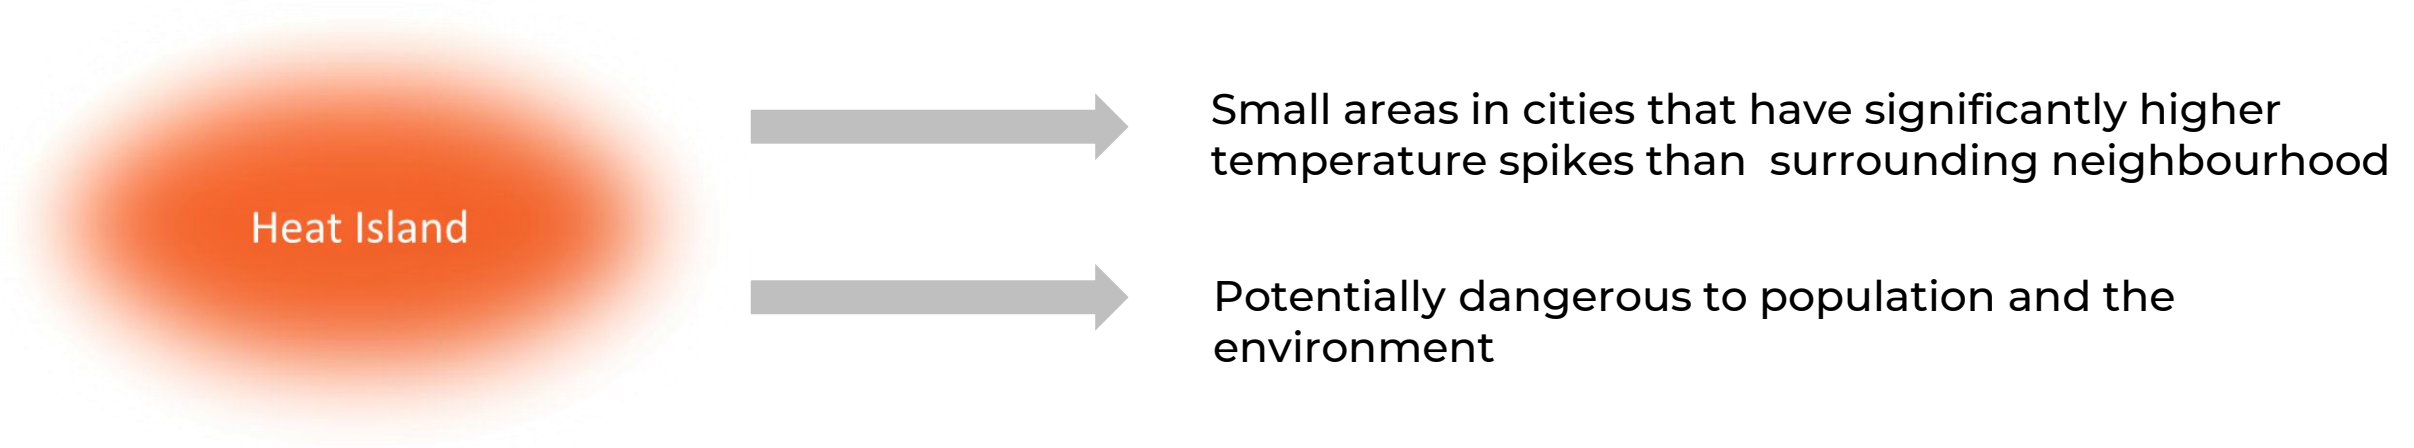 Heat Island
Small areas in cities that have significantly higher
temperature spikes than  surrounding neighbourhood
Potentially dangerous to population and the
environment